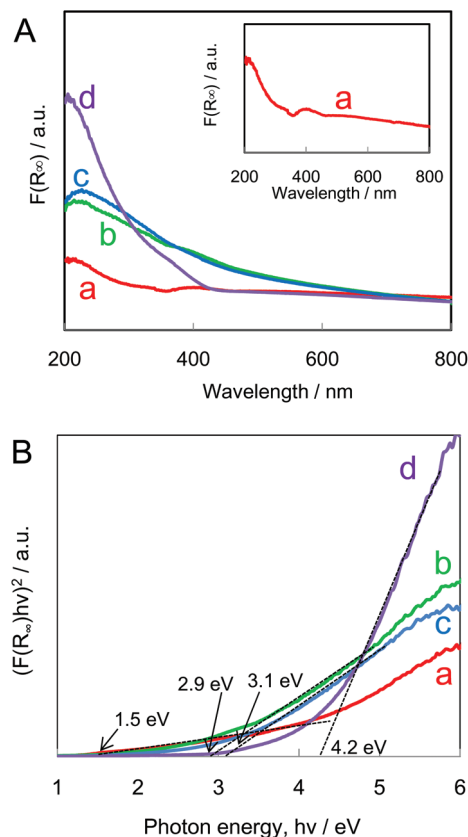 A
F(R∞) / a.u.
d
c
b
a
F(R∞) / a.u.
a
200 400 600 800
Wavelength / nm
200 400 600 800
Wavelength / nm
B
(F(R∞)hν)² / a.u.
d
b
c
a
1.5 eV
2.9 eV
3.1 eV
4.2 eV
1 2 3 4 5 6
Photon energy, hν / eV